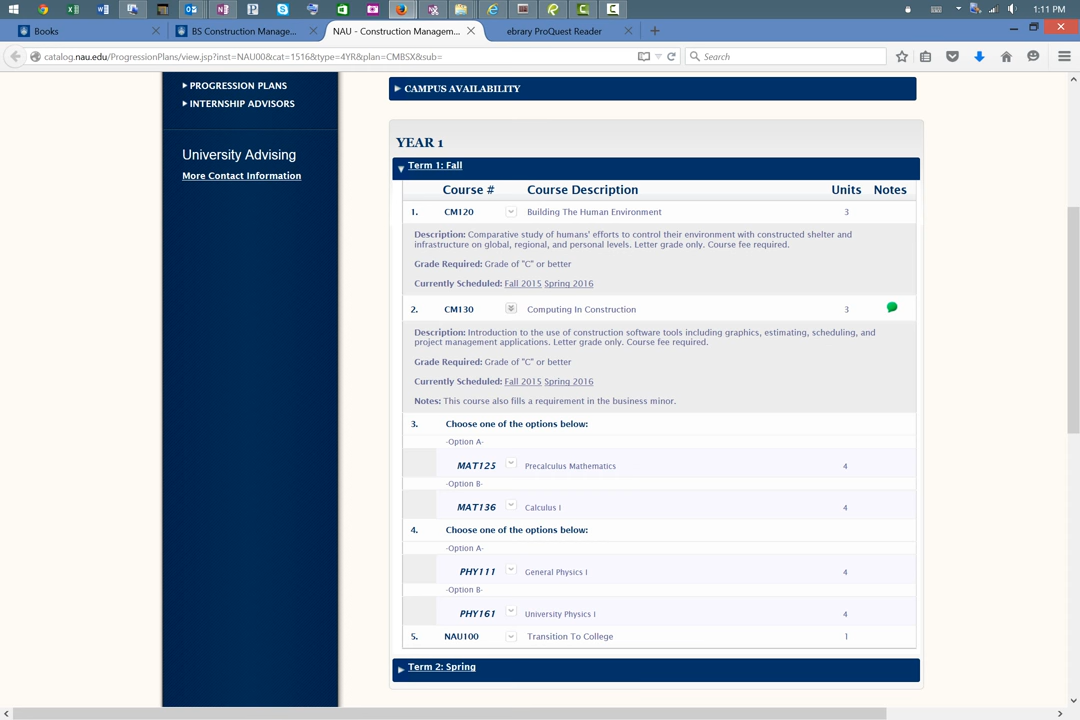 1:11 PM
Books
BS Construction Manage...
NAU - Construction Managem...
ebrary ProQuest Reader
catalog.nau.edu/ProgressionPlans/view.jsp?inst=NAU00&cat=1516&type=4YR&plan=CMBSX&sub=
Search
PROGRESSION PLANS
INTERNSHIP ADVISORS
University Advising
More Contact Information
CAMPUS AVAILABILITY
YEAR 1
Term 1: Fall
Course # Course Description Units Notes
1. CM120 Building The Human Environment 3
Description: Comparative study of humans' efforts to control their environment with constructed shelter and
infrastructure on global, regional, and personal levels. Letter grade only. Course fee required.
Grade Required: Grade of "C" or better
Currently Scheduled: Fall 2015 Spring 2016
2. CM130 Computing In Construction 3
Description: Introduction to the use of construction software tools including graphics, estimating, scheduling, and
project management applications. Letter grade only. Course fee required.
Grade Required: Grade of "C" or better
Currently Scheduled: Fall 2015 Spring 2016
Notes: This course also fills a requirement in the business minor.
3. Choose one of the options below:
-Option A-
MAT125 Precalculus Mathematics 4
-Option B-
MAT136 Calculus I 4
4. Choose one of the options below:
-Option A-
PHY111 General Physics I 4
-Option B-
PHY161 University Physics I 4
5. NAU100 Transition To College 1
Term 2: Spring